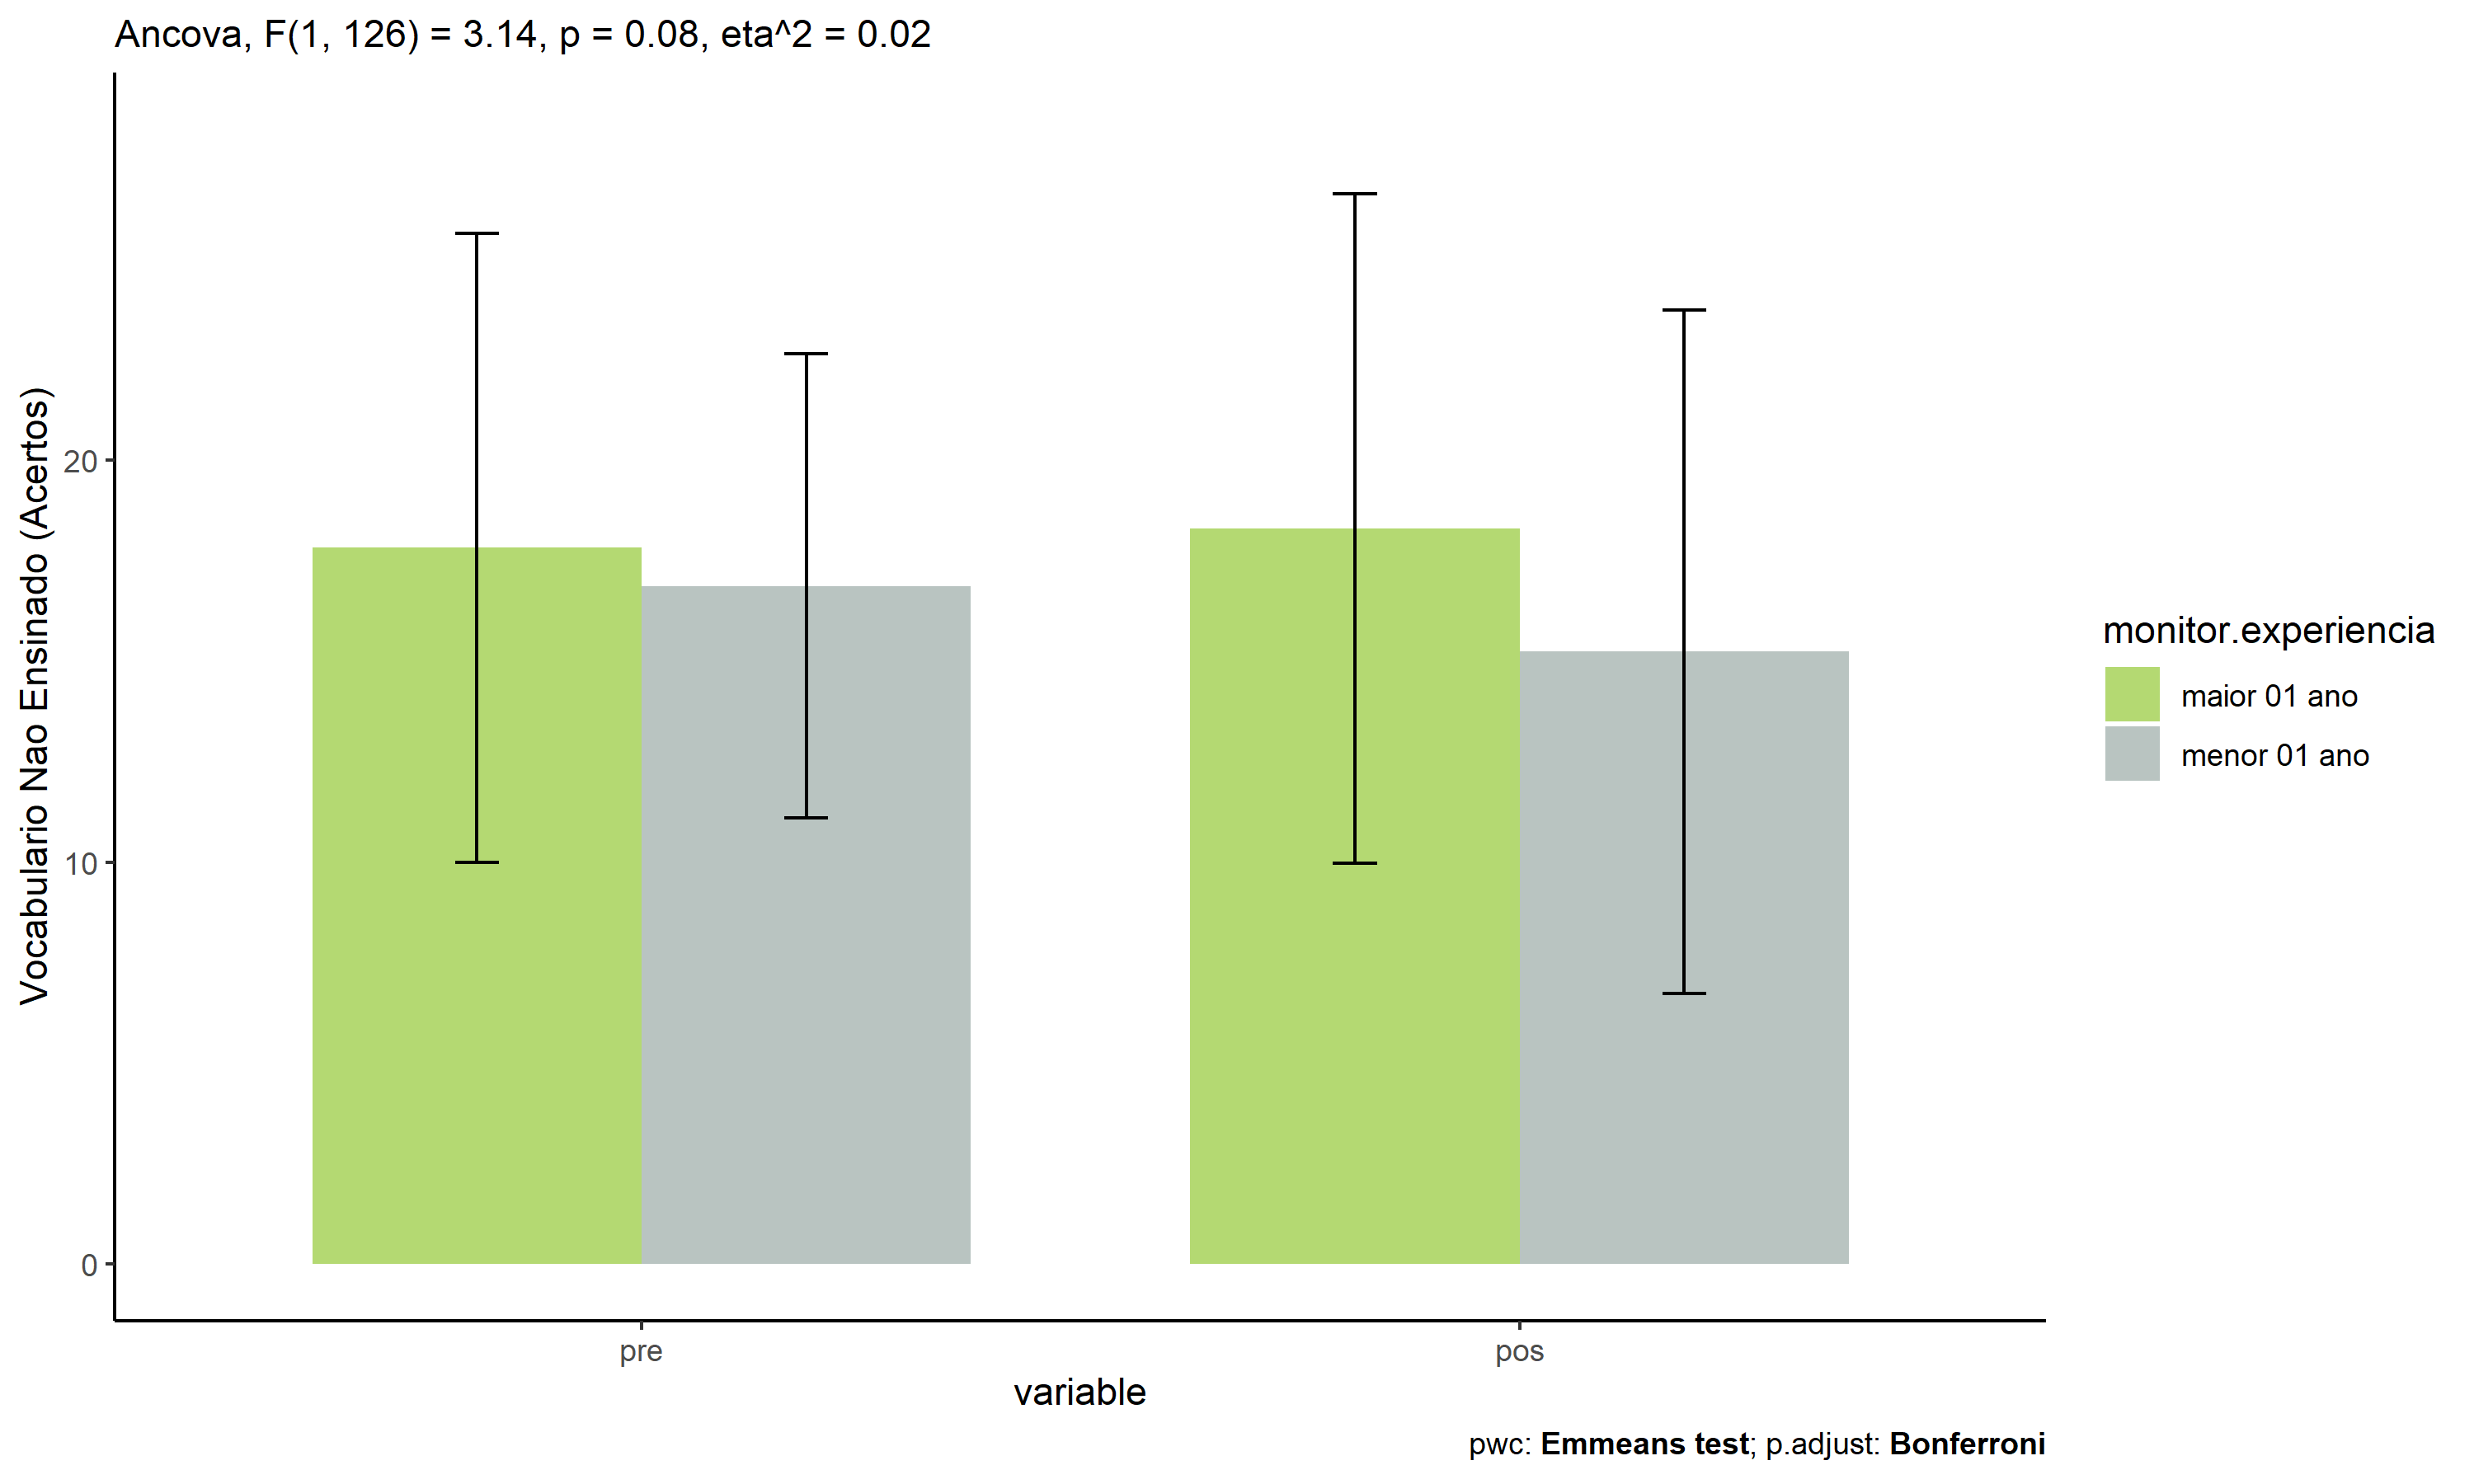 Ancova, F(1, 126) = 3.14, p = 0.08, eta^2 = 0.02
Vocabulario Nao Ensinado (Acertos)
20
10
0
pre
pos
variable
monitor.experiencia
maior 01 ano
menor 01 ano
pwc: Emmeans test; p.adjust: Bonferroni